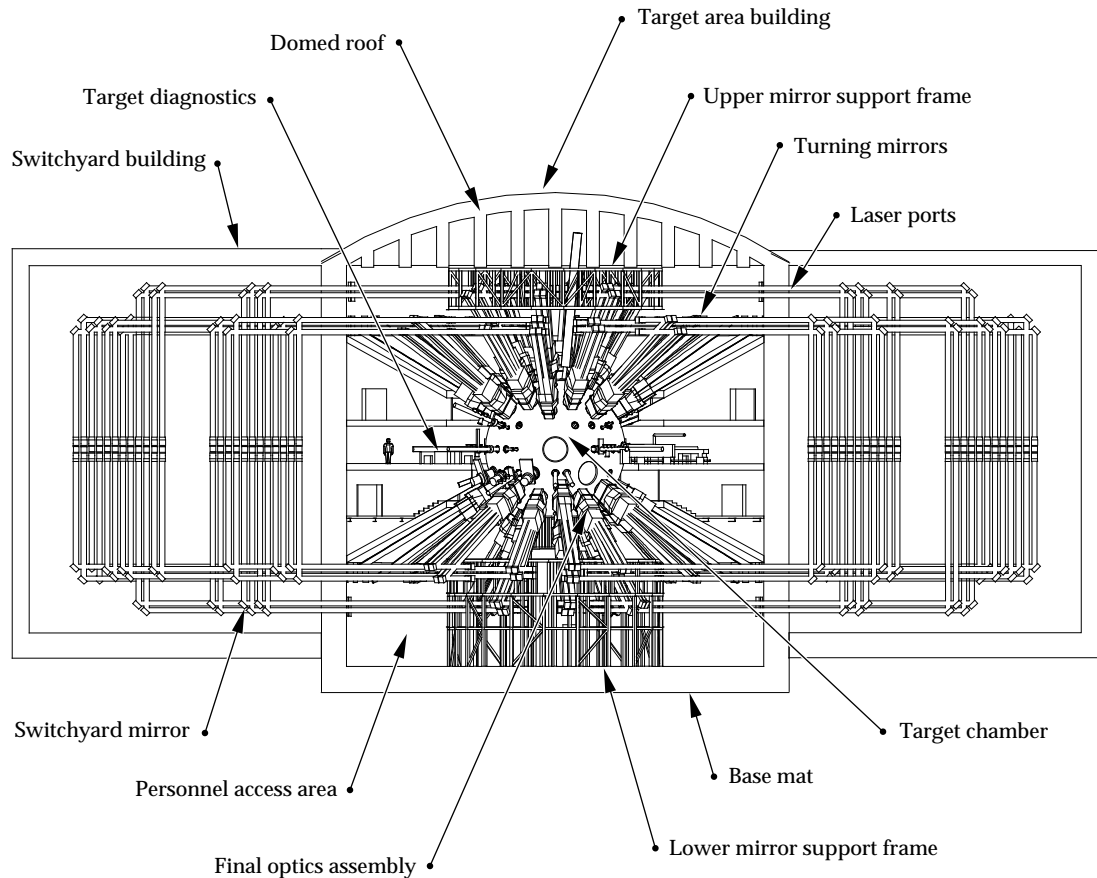 Target area building
Domed roof
Target diagnostics
Upper mirror support frame
Switchyard building
Turning mirrors
Laser ports
Switchyard mirror
Target chamber
Personnel access area
Base mat
Final optics assembly
Lower mirror support frame